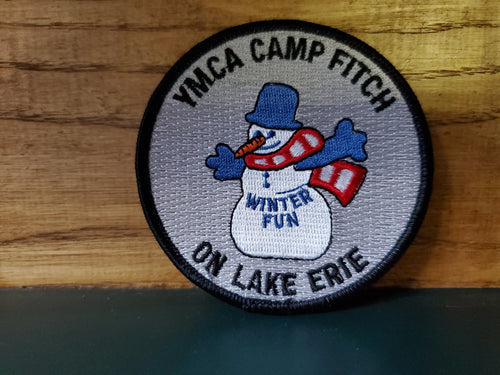 YMCA CAMP FITCH
WINTER
FUN
ON LAKE ERIE